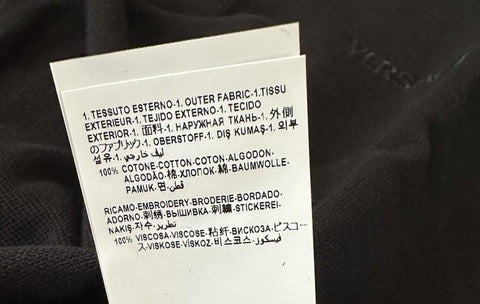 1. TESSUTO ESTERNO-1. OUTER FABRIC-1.TISSU
EXTERIEUR-1. TEJIDO EXTERNO-1. TECIDO
EXTERIOR-1. 面料-1. НАРУЖНАЯ ТКАНЬ-1. 外側
のファブリック-1. OBERSTOFF-1. DIŞ KUMAŞ-1. 외부
섬유-1. ليف خارجي
100% COTONE-COTTON-COTON-ALGODON-
ALGODÃO-棉-ХЛОПОК-綿-BAUMWOLLE-
PAMUK-면-قطن
RICAMO-EMBROIDERY-BRODERIE-BORDADO-
ADORNO-刺绣-ВЫШИВКА-刺繍-STICKEREI-
NAKIŞ-자수-تطريز
100% VISCOSA-VISCOSE-粘纤-ВИСКОЗА-ビスコー
ス-VISKOSE-VİSKOZ-비스코스-فيسكوز